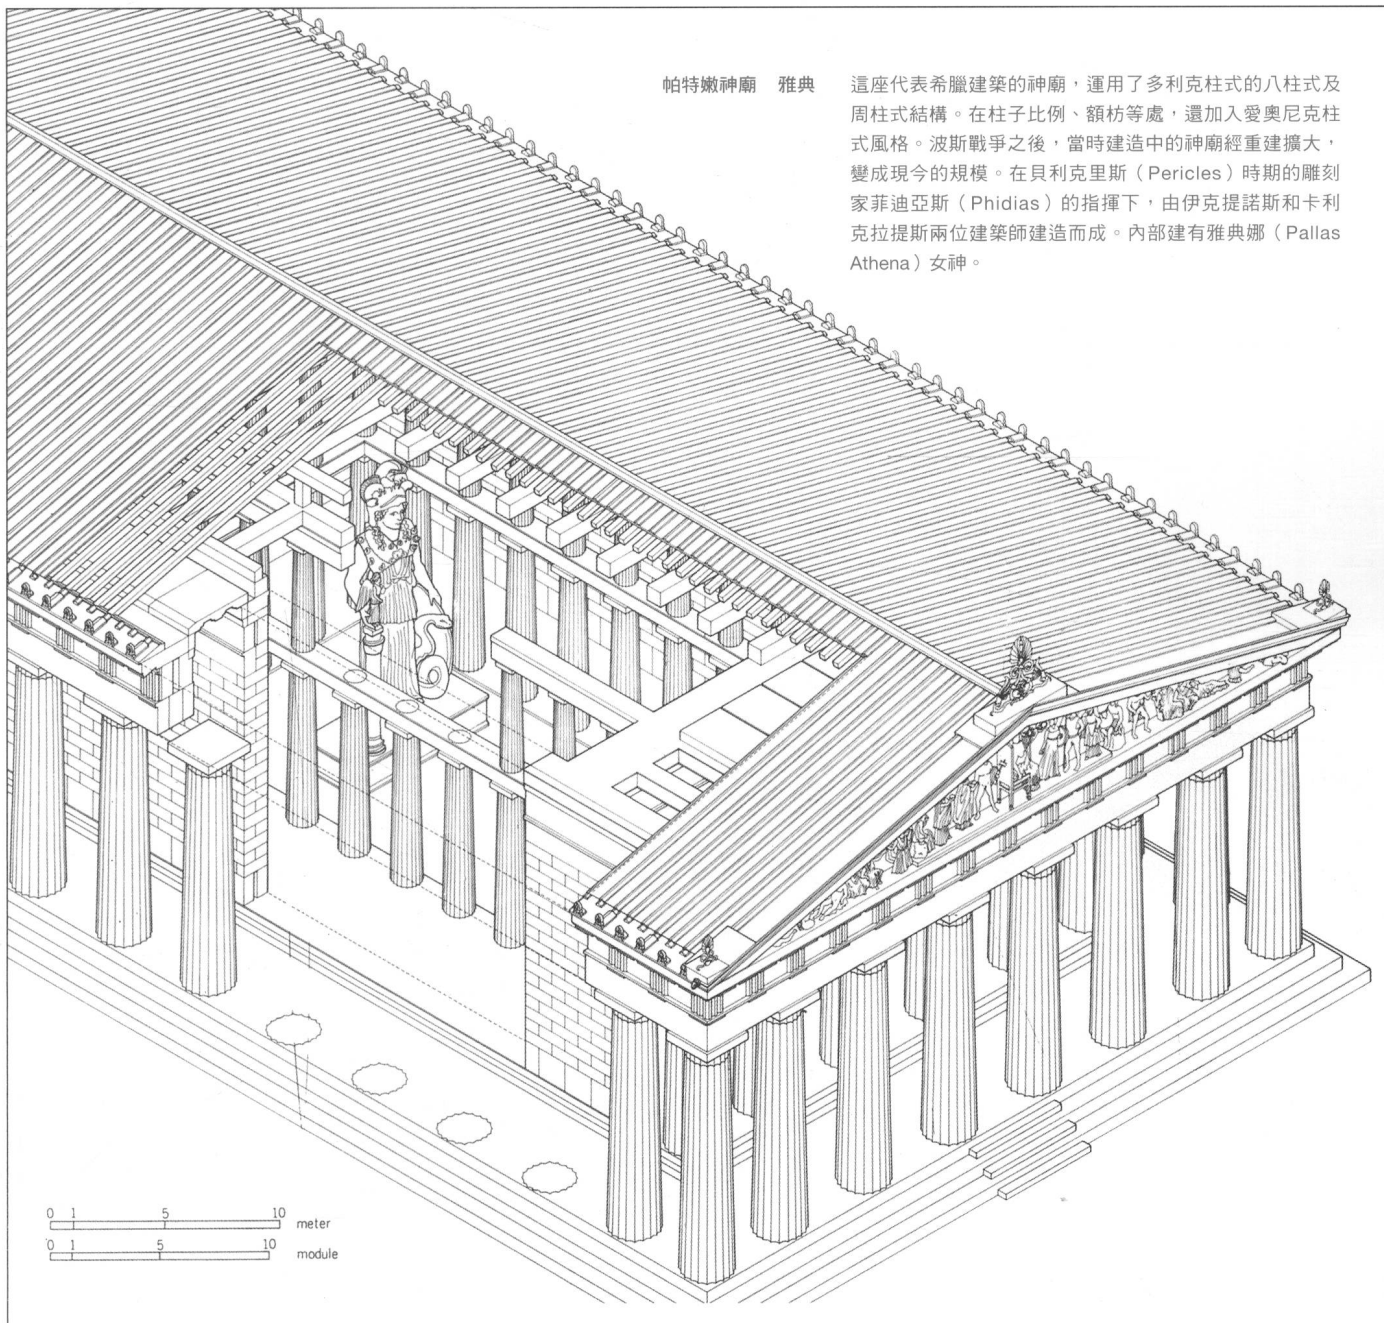 帕特嫩神廟　雅典
這座代表希臘建築的神廟，運用了多利克柱式的八柱式及
周柱式結構。在柱子比例、額枋等處，還加入愛奧尼克柱
式風格。波斯戰爭之後，當時建造中的神廟經重建擴大，
變成現今的規模。在貝利克里斯（Pericles）時期的雕刻
家菲迪亞斯（Phidias）的指揮下，由伊克提諾斯和卡利
克拉提斯兩位建築師建造而成。內部建有雅典娜（Pallas
Athena）女神。
0 1 5 10 meter
0 1 5 10 module